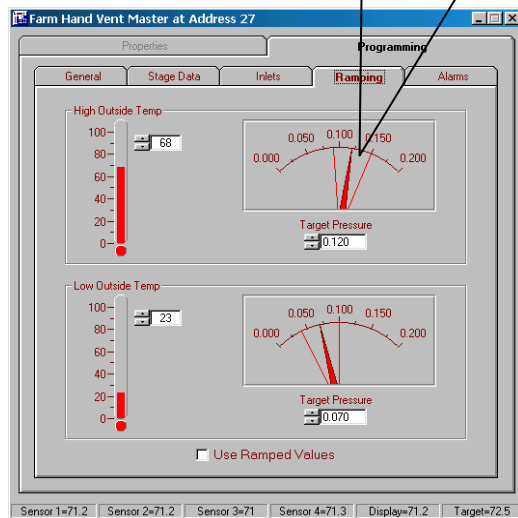 Farm Hand Vent Master at Address 27
Properties Programming
General Stage Data Inlets Ramping Alarms
High Outside Temp
100
80
60
40
20
0
68
0.000 0.050 0.100 0.150 0.200
Target Pressure
0.120
Low Outside Temp
100
80
60
40
20
0
23
0.000 0.050 0.100 0.150 0.200
Target Pressure
0.070
Use Ramped Values
Sensor 1=71.2 Sensor 2=71.2 Sensor 3=71 Sensor 4=71.3 Display=71.2 Target=72.5